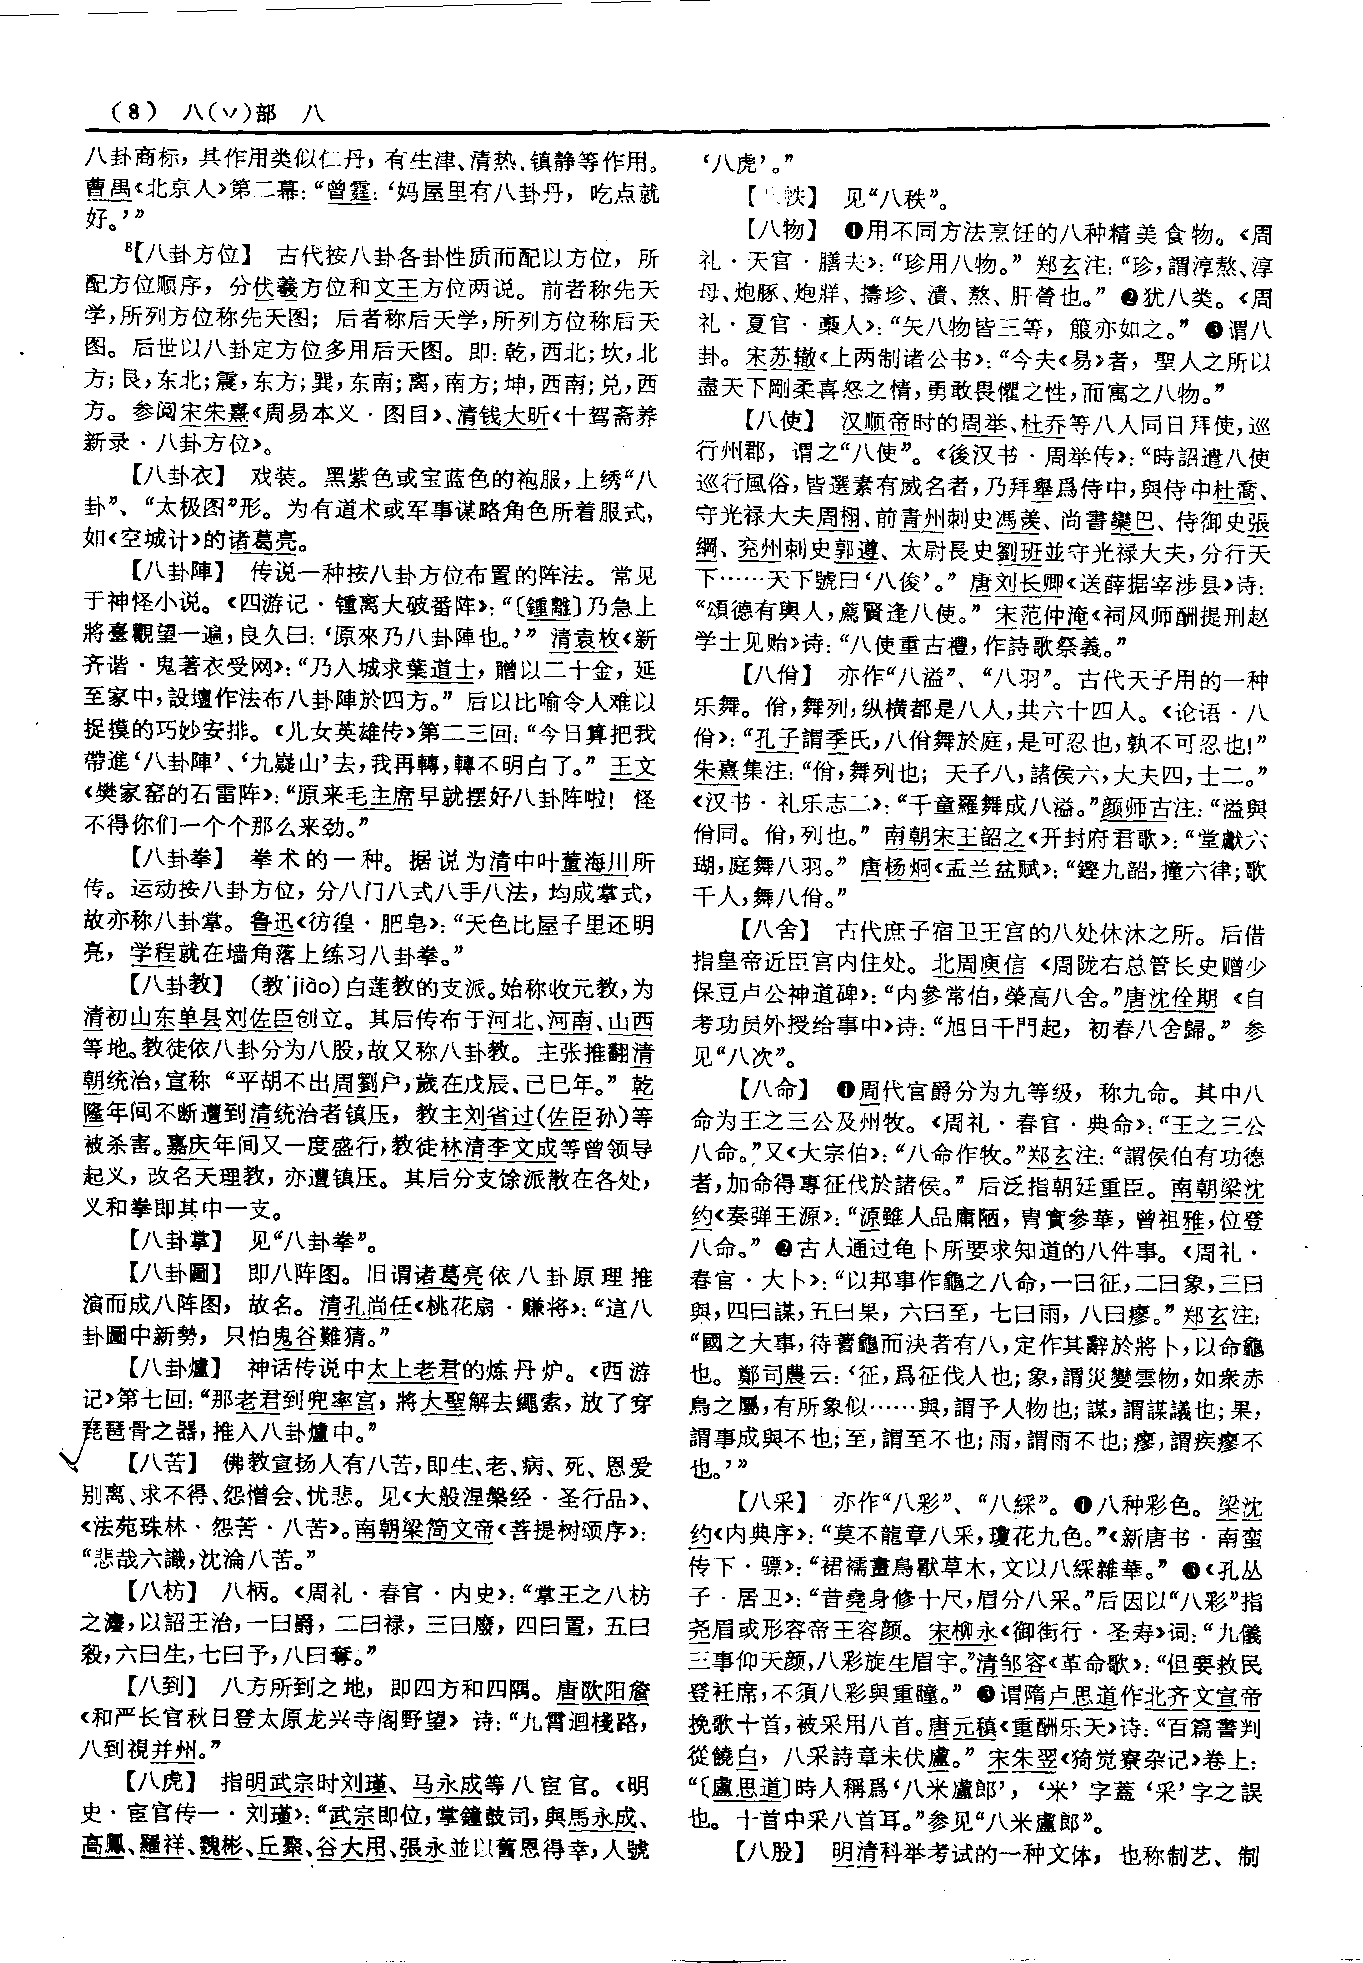 （8） 八（丷）部 八
八卦商标，其作用类似仁丹，有生津、清热、镇静等作用。
曹禺《北京人》第二幕：“曾霆：‘妈屋里有八卦丹，吃点就
好。’”
⁸【八卦方位】 古代按八卦各卦性质而配以方位，所
配方位顺序，分伏羲方位和文王方位两说。前者称先天
学，所列方位称先天图；后者称后天学，所列方位称后天
图。后世以八卦定方位多用后天图。即：乾，西北；坎，北
方；艮，东北；震，东方；巽，东南；离，南方；坤，西南；兑，西
方。参阅宋朱熹《周易本义·图目》、清钱大昕《十驾斋养
新录·八卦方位》。
【八卦衣】 戏装。黑紫色或宝蓝色的袍服，上绣“八
卦”、“太极图”形。为有道术或军事谋略角色所着服式，
如《空城计》的诸葛亮。
【八卦陣】 传说一种按八卦方位布置的阵法。常见
于神怪小说。《四游记·锺离大破番阵》：“〔鍾離〕乃急上
將臺觀望一遍，良久曰：‘原來乃八卦陣也。’” 清袁枚《新
齐谐·鬼著衣受网》：“乃入城求葉道士，贈以二十金，延
至家中，設壇作法布八卦陣於四方。”后以比喻令人难以
捉摸的巧妙安排。《儿女英雄传》第二三回：“今日算把我
帶進‘八卦陣’、‘九嶷山’去，我再轉，轉不明白了。” 王文
《樊家窑的石雷阵》：“原来毛主席早就摆好八卦阵啦！怪
不得你们一个个那么来劲。”
【八卦拳】 拳术的一种。据说为清中叶董海川所
传。运动按八卦方位，分八门八式八手八法，均成掌式，
故亦称八卦掌。鲁迅《彷徨·肥皂》：“天色比屋子里还明
亮，学程就在墙角落上练习八卦拳。”
【八卦教】 （教jiào）白莲教的支派。始称收元教，为
清初山东单县刘佐臣创立。其后传布于河北、河南、山西
等地。教徒依八卦分为八股，故又称八卦教。主张推翻清
朝统治，宣称“平胡不出周劉户，歲在戊辰、己巳年。” 乾
隆年间不断遭到清统治者镇压，教主刘省过（佐臣孙）等
被杀害。嘉庆年间又一度盛行，教徒林清李文成等曾领导
起义，改名天理教，亦遭镇压。其后分支馀派散在各处，
义和拳即其中一支。
【八卦掌】 见“八卦拳”。
【八卦圖】 即八阵图。旧谓诸葛亮依八卦原理推
演而成八阵图，故名。清孔尚任《桃花扇·赚将》：“這八
卦圖中新勢，只怕鬼谷難猜。”
【八卦爐】 神话传说中太上老君的炼丹炉。《西游
记》第七回：“那老君到兜率宫，將大聖解去繩索，放了穿
琵琶骨之器，推入八卦爐中。”
【八苦】 佛教宣扬人有八苦，即生、老、病、死、恩爱
别离、求不得、怨憎会、忧悲。见《大般涅槃经·圣行品》、
《法苑珠林·怨苦·八苦》。南朝梁简文帝《菩提树颂序》：
“悲哉六識，沈淪八苦。”
【八枋】 八柄。《周礼·春官·内史》：“掌王之八枋
之灋，以詔王治，一曰爵，二曰禄，三曰廢，四曰置，五曰
殺，六曰生，七曰予，八曰奪。”
【八到】 八方所到之地，即四方和四隅。唐欧阳詹
《和严长官秋日登太原龙兴寺阁野望》诗：“九霄迴棧路，
八到視并州。”
【八虎】 指明武宗时刘瑾、马永成等八宦官。《明
史·宦官传一·刘瑾》：“武宗即位，掌鐘鼓司，與馬永成、
高鳳、羅祥、魏彬、丘聚、谷大用、張永並以舊恩得幸，人號
‘八虎’。”
【八帙】 见“八秩”。
【八物】 ❶用不同方法烹饪的八种精美食物。《周
礼·天官·膳夫》：“珍用八物。” 郑玄注：“珍，謂淳熬、淳
母、炮豚、炮牂、擣珍、漬、熬、肝膋也。” ❷犹八类。《周
礼·夏官·槀人》：“矢八物皆三等，箙亦如之。” ❸谓八
卦。宋苏辙《上两制诸公书》：“今夫《易》者，聖人之所以
盡天下剛柔喜怒之情，勇敢畏懼之性，而寓之八物。”
【八使】 汉顺帝时的周举、杜乔等八人同日拜使，巡
行州郡，谓之“八使”。《後汉书·周举传》：“時詔遣八使
巡行風俗，皆選素有威名者，乃拜舉爲侍中，與侍中杜喬、
守光禄大夫周栩、前青州刺史馮羡、尚書欒巴、侍御史張
綱、兖州刺史郭遵、太尉長史劉班並守光禄大夫，分行天
下……天下號曰‘八俊’。” 唐刘长卿《送薛据宰涉县》诗：
“頌德有輿人，薦賢逢八使。” 宋范仲淹《祠风师酬提刑赵
学士见贻》诗：“八使重古禮，作詩歌祭義。”
【八佾】 亦作“八溢”、“八羽”。古代天子用的一种
乐舞。佾，舞列，纵横都是八人，共六十四人。《论语·八
佾》：“孔子謂季氏，八佾舞於庭，是可忍也，孰不可忍也！”
朱熹集注：“佾，舞列也；天子八，諸侯六，大夫四，士二。”
《汉书·礼乐志二》：“千童羅舞成八溢。”颜师古注：“溢與
佾同。佾，列也。” 南朝宋王韶之《开封府君歌》：“堂獻六
瑚，庭舞八羽。” 唐杨炯《盂兰盆赋》：“鏗九韶，撞六律；歌
千人，舞八佾。”
【八舍】 古代庶子宿卫王宫的八处休沐之所。后借
指皇帝近臣宫内住处。北周庾信《周陇右总管长史赠少
保豆卢公神道碑》：“内參常伯，榮高八舍。”唐沈佺期《自
考功员外授给事中》诗：“旭日千門起，初春八舍歸。” 参
见“八次”。
【八命】 ❶周代官爵分为九等级，称九命。其中八
命为王之三公及州牧。《周礼·春官·典命》：“王之三公
八命。”又《大宗伯》：“八命作牧。”郑玄注：“謂侯伯有功德
者，加命得專征伐於諸侯。” 后泛指朝廷重臣。南朝梁沈
约《奏弹王源》：“源雖人品庸陋，胄實參華，曾祖雅，位登
八命。” ❷古人通过龟卜所要求知道的八件事。《周礼·
春官·大卜》：“以邦事作龜之八命，一曰征，二曰象，三曰
與，四曰謀，五曰果，六曰至，七曰雨，八曰瘳。” 郑玄注：
“國之大事，待蓍龜而決者有八，定作其辭於將卜，以命龜
也。鄭司農云：‘征，爲征伐人也；象，謂災變雲物，如衆赤
鳥之屬，有所象似……與，謂予人物也；謀，謂謀議也；果，
謂事成與不也；至，謂至不也；雨，謂雨不也；瘳，謂疾瘳不
也。’”
【八采】 亦作“八彩”、“八綵”。❶八种彩色。梁沈
约《内典序》：“莫不龍章八采，瓊花九色。”《新唐书·南蛮
传下·骠》：“裙襦畫鳥獸草木，文以八綵雜華。” ❷《孔丛
子·居卫》：“昔堯身修十尺，眉分八采。”后因以“八彩”指
尧眉或形容帝王容颜。宋柳永《御街行·圣寿》词：“九儀
三事仰天颜，八彩旋生眉宇。”清邹容《革命歌》：“但要救民
登衽席，不須八彩與重瞳。” ❸谓隋卢思道作北齐文宣帝
挽歌十首，被采用八首。唐元稹《重酬乐天》诗：“百篇書判
從饒白，八采詩章未伏盧。” 宋朱翌《猗觉寮杂记》卷上：
“〔盧思道〕時人稱爲‘八米盧郎’，‘米’字蓋‘采’字之誤
也。十首中采八首耳。”参见“八米盧郎”。
【八股】 明清科举考试的一种文体，也称制艺、制